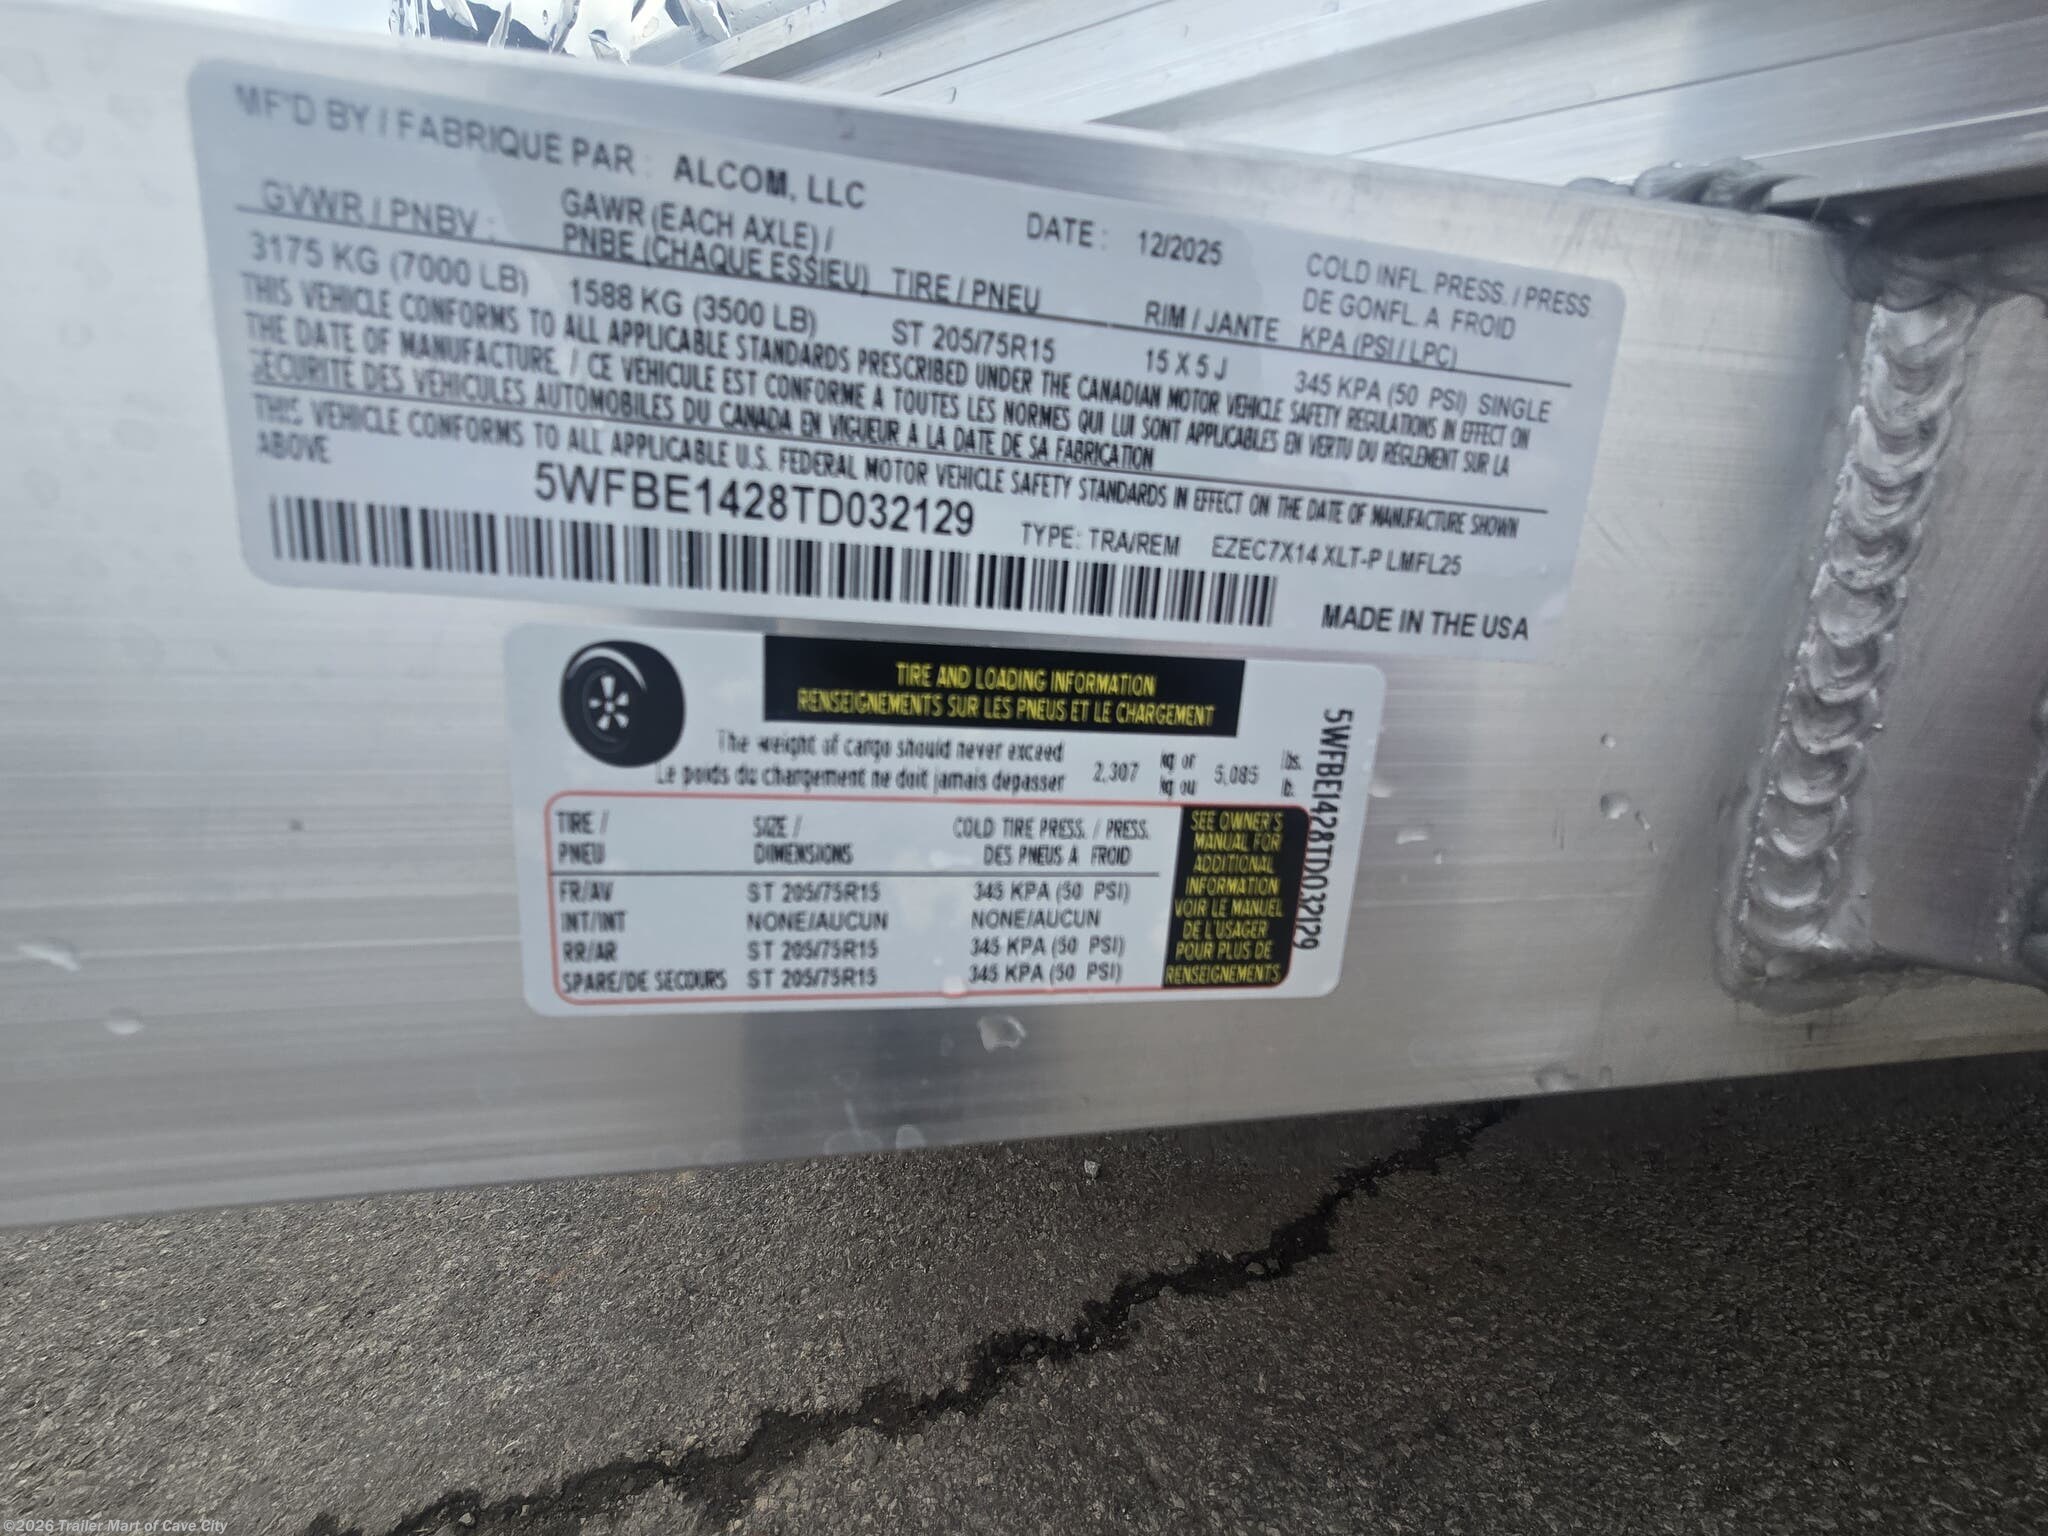 MF'D BY / FABRIQUE PAR : ALCOM, LLC
DATE : 12/2025
GVWR / PNBV :
GAWR (EACH AXLE) /
PNBE (CHAQUE ESSIEU)
TIRE / PNEU
RIM / JANTE
COLD INFL. PRESS. / PRESS
DE GONFL. A FROID
KPA (PSI / LPC)
3175 KG (7000 LB) 1588 KG (3500 LB) ST 205/75R15 15 X 5 J 345 KPA (50 PSI) SINGLE
THIS VEHICLE CONFORMS TO ALL APPLICABLE STANDARDS PRESCRIBED UNDER THE CANADIAN MOTOR VEHICLE SAFETY REGULATIONS IN EFFECT ON
THE DATE OF MANUFACTURE. / CE VEHICULE EST CONFORME A TOUTES LES NORMES QUI LUI SONT APPLICABLES EN VERTU DU REGLEMENT SUR LA
SECURITE DES VEHICULES AUTOMOBILES DU CANADA EN VIGUEUR A LA DATE DE SA FABRICATION
THIS VEHICLE CONFORMS TO ALL APPLICABLE U.S. FEDERAL MOTOR VEHICLE SAFETY STANDARDS IN EFFECT ON THE DATE OF MANUFACTURE SHOWN
ABOVE
5WFBE1428TD032129
TYPE: TRA/REM EZEC7X14 XLT-P LMFL25
MADE IN THE USA
TIRE AND LOADING INFORMATION
RENSEIGNEMENTS SUR LES PNEUS ET LE CHARGEMENT
The weight of cargo should never exceed
Le poids du chargement ne doit jamais depasser
2,307
kg or
kg ou
5,085
lbs.
lb.
TIRE / SIZE / COLD TIRE PRESS. / PRESS.
PNEU DIMENSIONS DES PNEUS A FROID
FR/AV ST 205/75R15 345 KPA (50 PSI)
INT/INT NONE/AUCUN NONE/AUCUN
RR/AR ST 205/75R15 345 KPA (50 PSI)
SPARE/DE SECOURS ST 205/75R15 345 KPA (50 PSI)
SEE OWNER'S
MANUAL FOR
ADDITIONAL
INFORMATION
VOIR LE MANUEL
DE L'USAGER
POUR PLUS DE
RENSEIGNEMENTS
5WFBE1428TD032129
©2026 Trailer Mart of Cave City